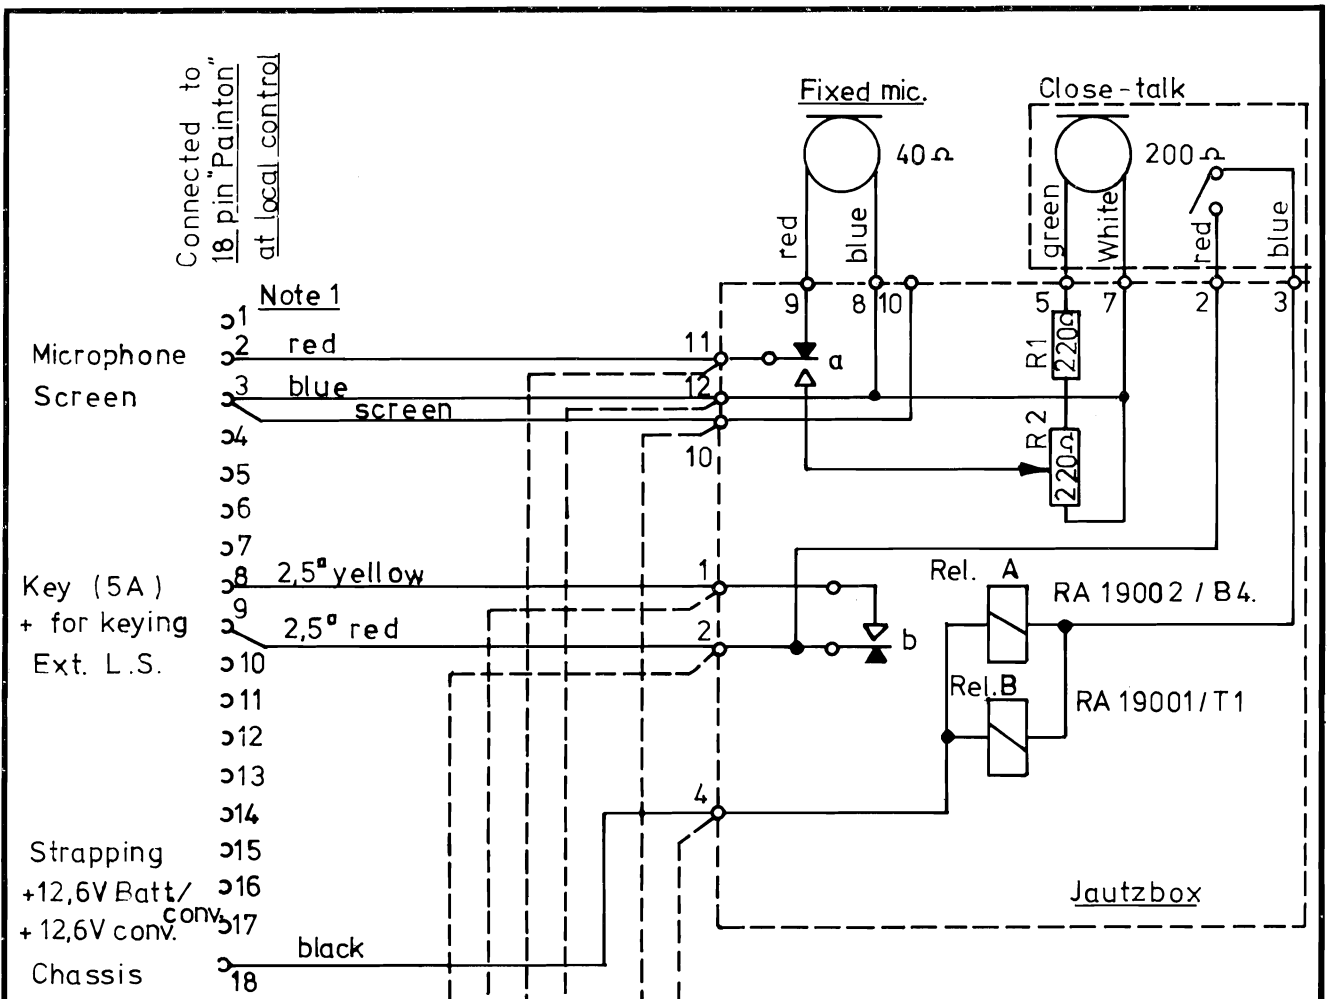 Connected to
18 pin "Painton"
at local control
Fixed mic.
40Ω
Close-talk
200Ω
red
blue
green
White
red
blue
9
8
10
5
7
2
3
Note 1
1
Microphone
2
red
11
a
R1
220Ω
Screen
3
blue
12
screen
4
10
R2
220Ω
5
6
7
Key (5A)
8
2,5▫ yellow
1
Rel. A
RA 19002 / B4.
+ for keying
9
2,5▫ red
2
b
Ext. L.S.
10
11
Rel. B
RA 19001/T1
12
13
14
4
Strapping
15
+12,6V Batt/
conv.
16
+12,6V conv.
17
Jautzbox
Chassis
18
black